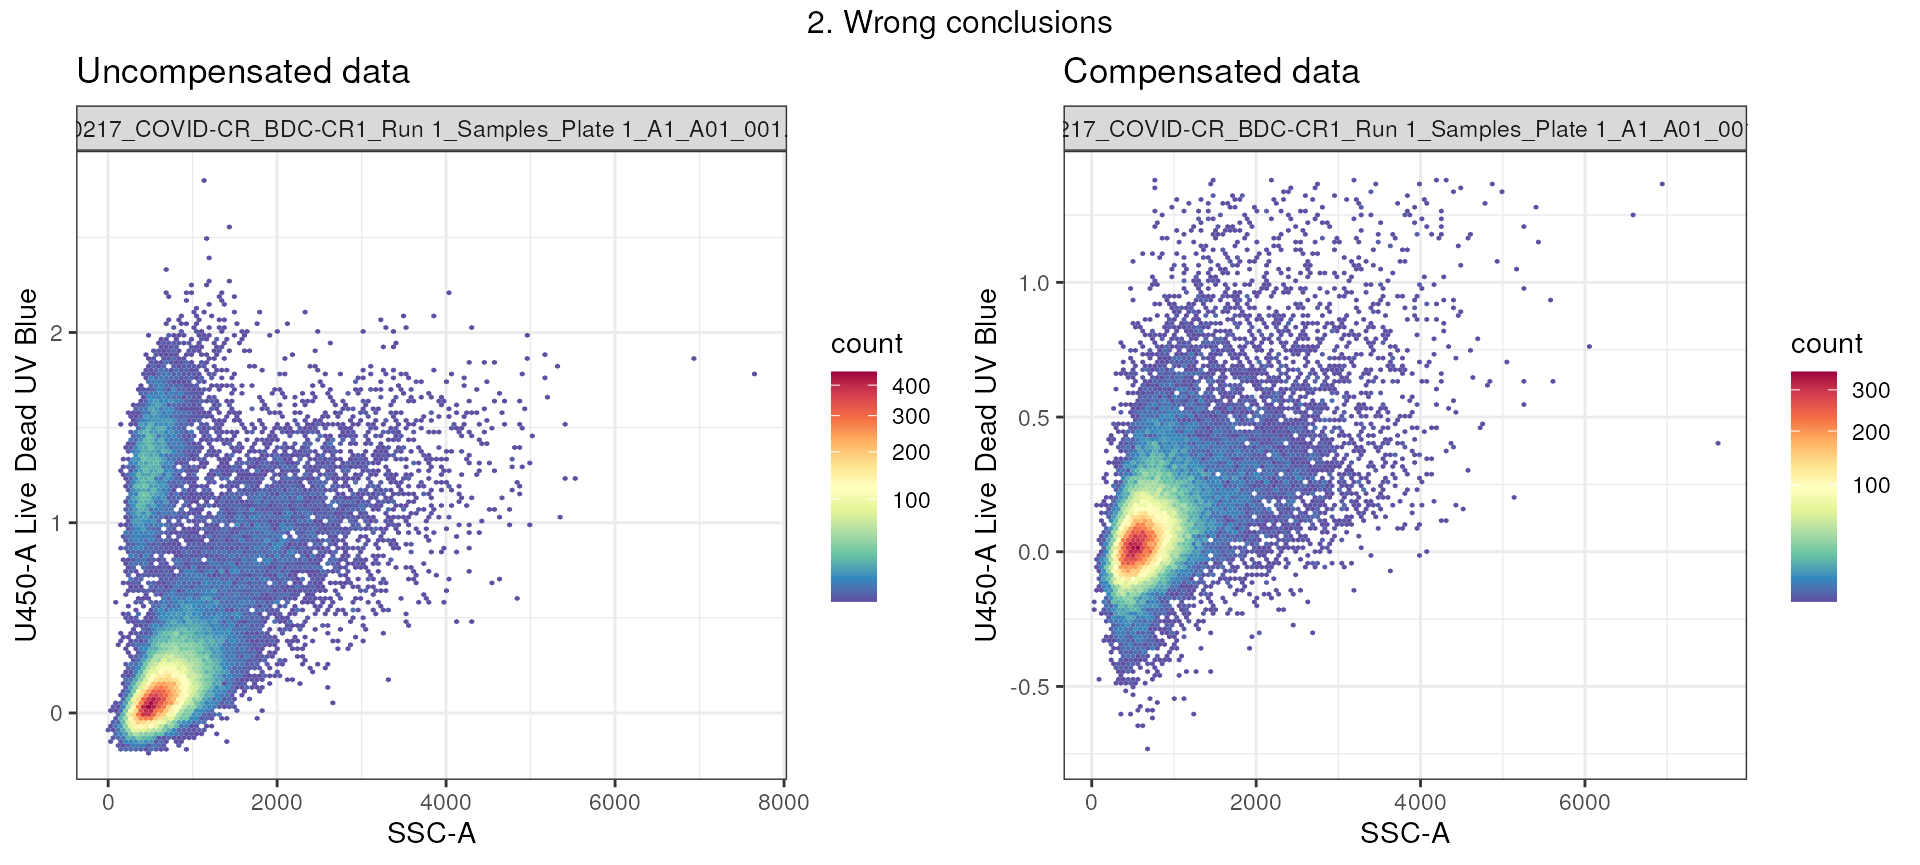 2. Wrong conclusions
Uncompensated data
0217_COVID-CR_BDC-CR1_Run 1_Samples_Plate 1_A1_A01_001.
U450-A Live Dead UV Blue
2
1
0
0 2000 4000 6000 8000
SSC-A
count
400
300
200
100
Compensated data
217_COVID-CR_BDC-CR1_Run 1_Samples_Plate 1_A1_A01_00
U450-A Live Dead UV Blue
1.0
0.5
0.0
-0.5
0 2000 4000 6000
SSC-A
count
300
200
100